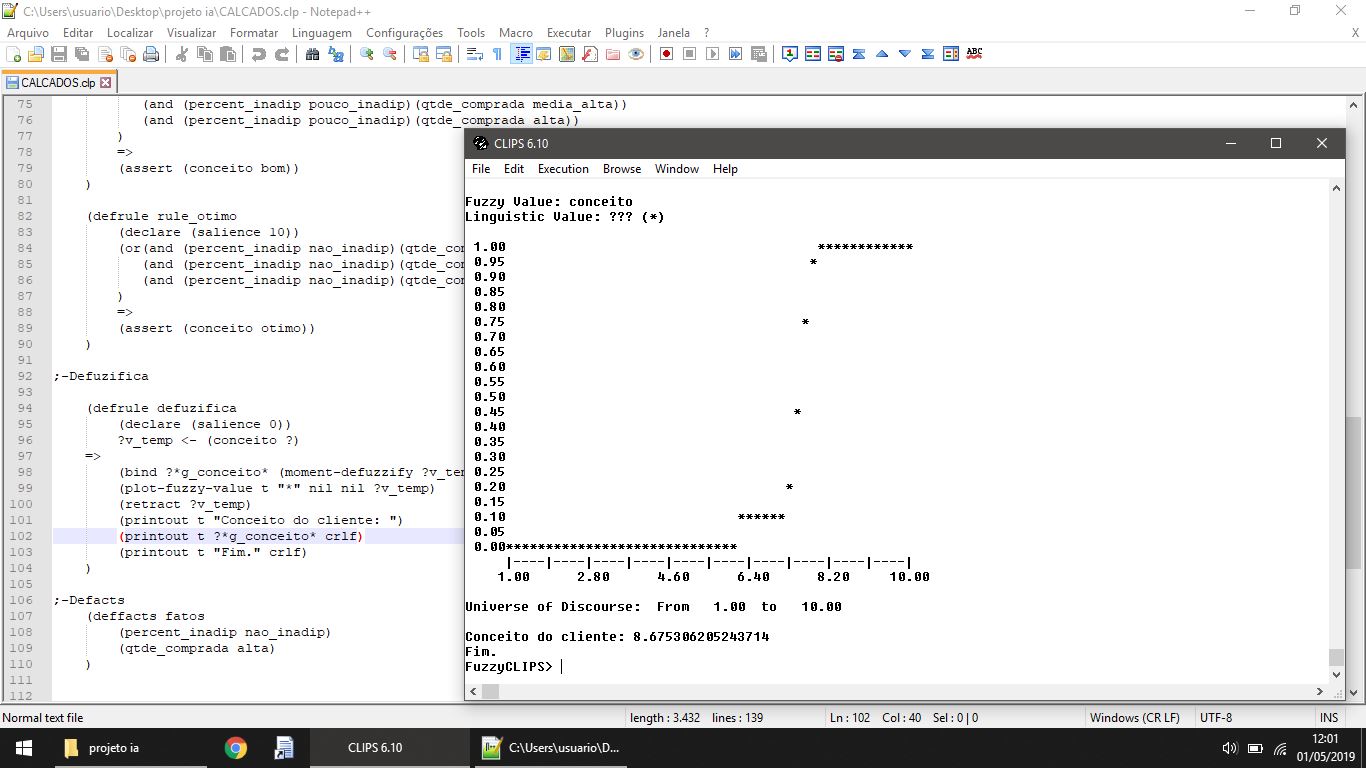 C:\Users\usuario\Desktop\projeto ia\CALCADOS.clp - Notepad++
Arquivo Editar Localizar Visualizar Formatar Linguagem Configurações Tools Macro Executar Plugins Janela ? X
CALCADOS.clp
75 (and (percent_inadip pouco_inadip)(qtde_comprada media_alta))
76 (and (percent_inadip pouco_inadip)(qtde_comprada alta))
77 )
78 =>
79 (assert (conceito bom))
80 )
81
82 (defrule rule_otimo
83 (declare (salience 10))
84 (or(and (percent_inadip nao_inadip)(qtde_co
85 (and (percent_inadip nao_inadip)(qtde_co
86 (and (percent_inadip nao_inadip)(qtde_co
87 )
88 =>
89 (assert (conceito otimo))
90 )
91
92 ;-Defuzifica
93
94 (defrule defuzifica
95 (declare (salience 0))
96 ?v_temp <- (conceito ?)
97 =>
98 (bind ?*g_conceito* (moment-defuzzify ?v_te
99 (plot-fuzzy-value t "*" nil nil ?v_temp)
100 (retract ?v_temp)
101 (printout t "Conceito do cliente: ")
102 (printout t ?*g_conceito* crlf)
103 (printout t "Fim." crlf)
104 )
105
106 ;-Defacts
107 (deffacts fatos
108 (percent_inadip nao_inadip)
109 (qtde_comprada alta)
110 )
111
112
CLIPS 6.10
File Edit Execution Browse Window Help
Fuzzy Value: conceito
Linguistic Value: ??? (*)
1.00 ************
0.95 *
0.90
0.85
0.80
0.75 *
0.70
0.65
0.60
0.55
0.50
0.45 *
0.40
0.35
0.30
0.25
0.20 *
0.15
0.10 ******
0.05
0.00*****************************
|----|----|----|----|----|----|----|----|----|----|
1.00 2.80 4.60 6.40 8.20 10.00
Universe of Discourse: From 1.00 to 10.00
Conceito do cliente: 8.675306205243714
Fim.
FuzzyCLIPS>
Normal text file length : 3.432 lines : 139 Ln : 102 Col : 40 Sel : 0 | 0 Windows (CR LF) UTF-8 INS
projeto ia CLIPS 6.10 C:\Users\usuario\D... 12:01
01/05/2019